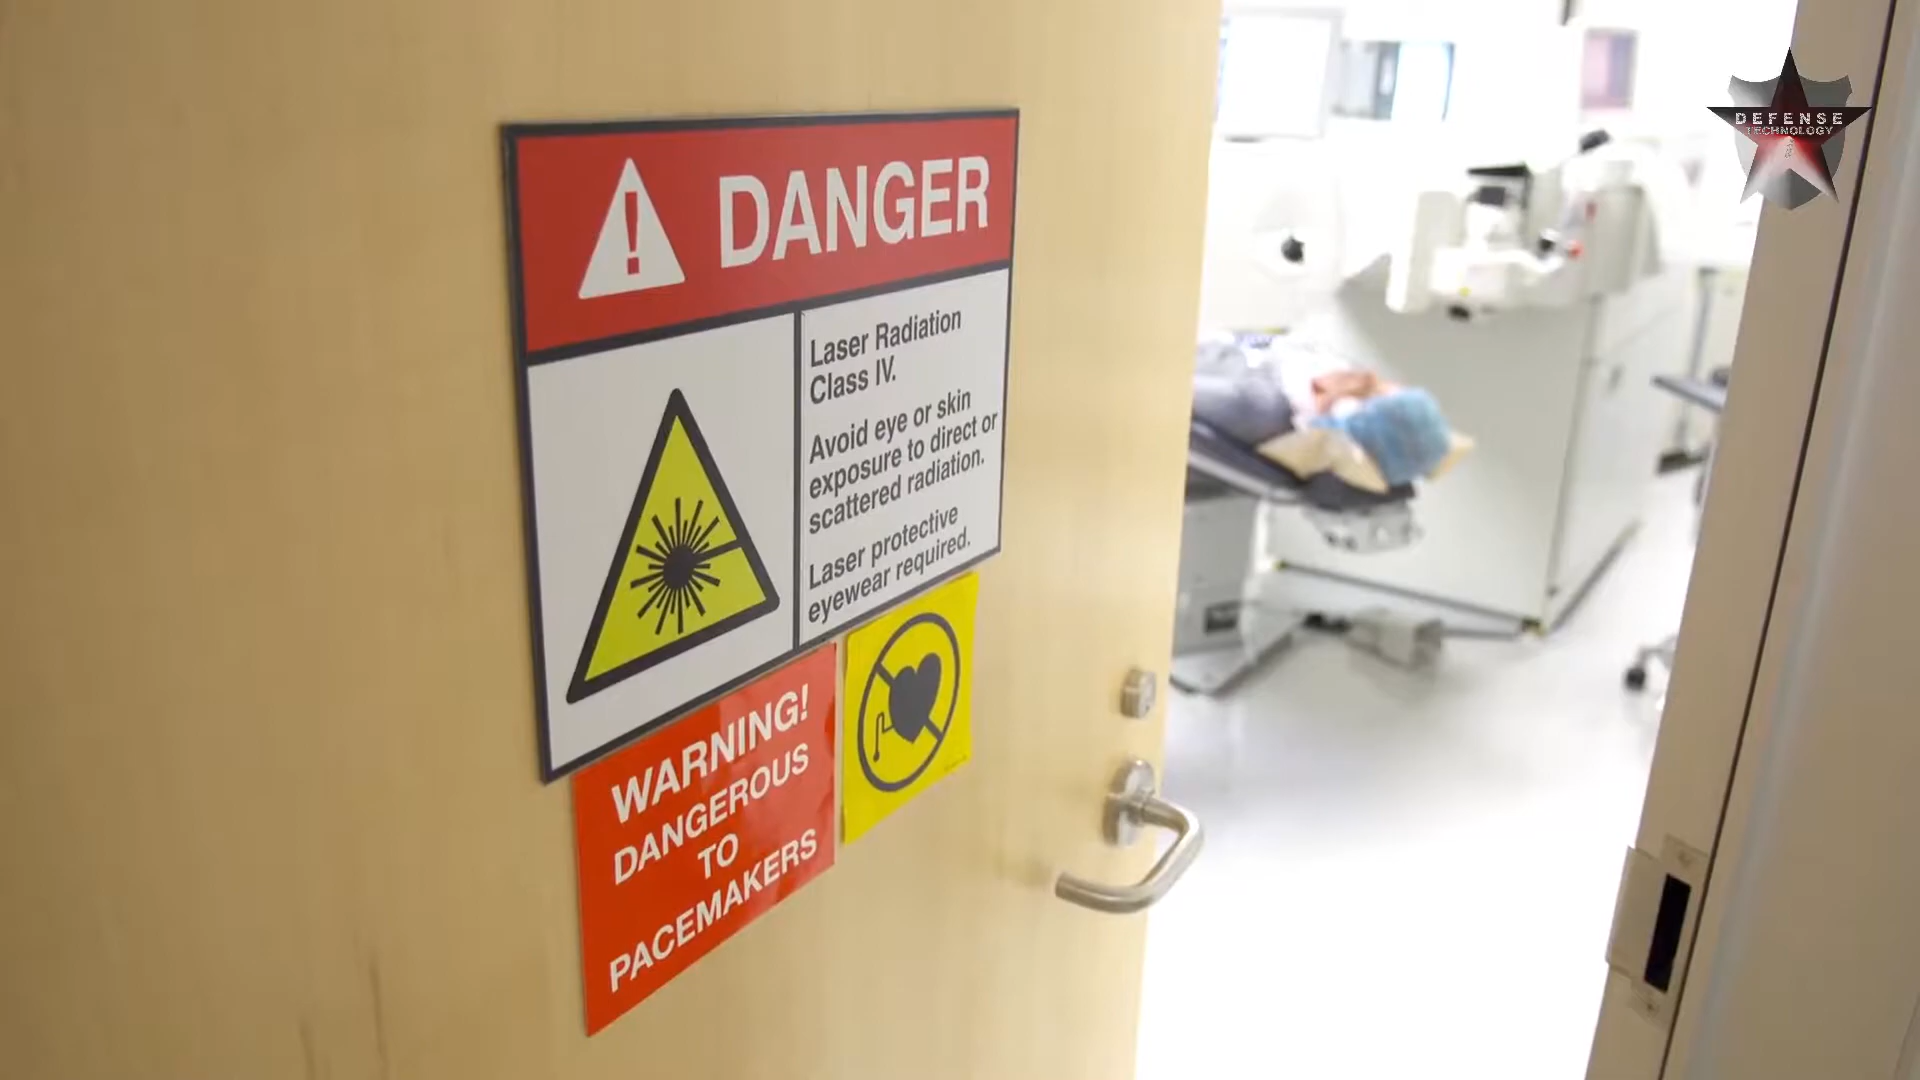 DANGER
Laser Radiation
Class IV.
Avoid eye or skin
exposure to direct or
scattered radiation.
Laser protective
eyewear required.
WARNING!
DANGEROUS
TO
PACEMAKERS
DEFENSE
TECHNOLOGY